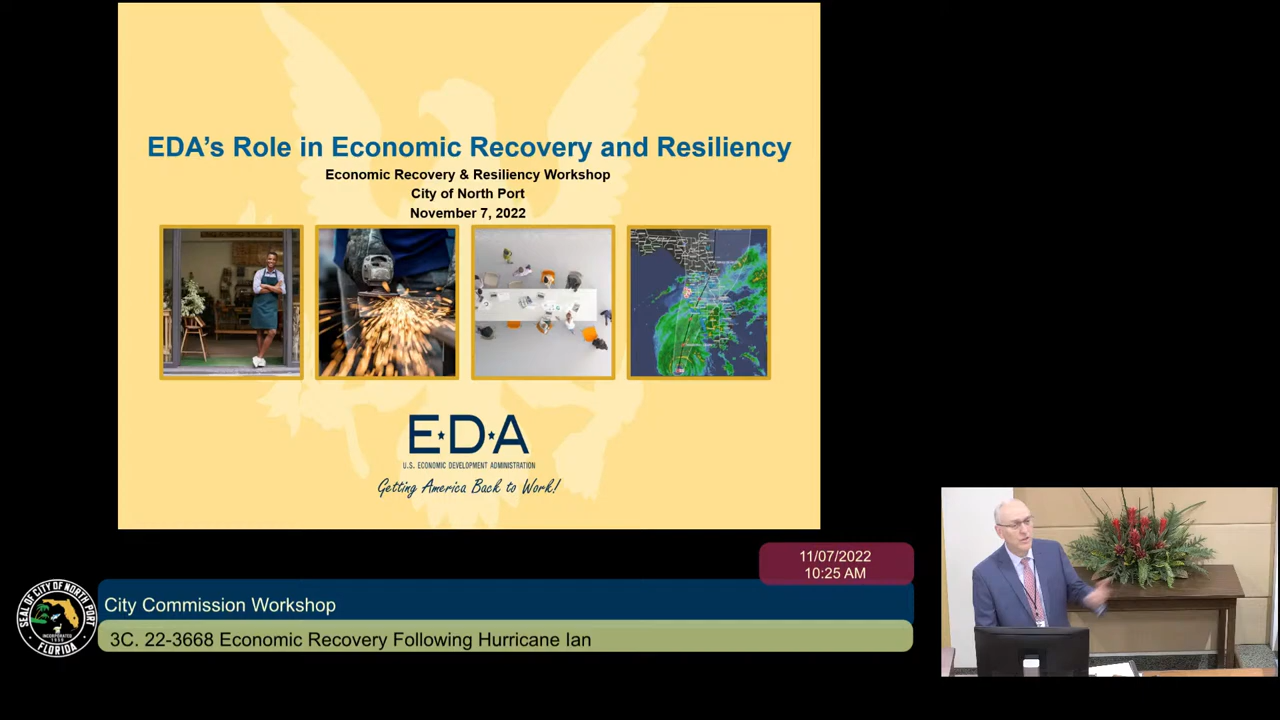 EDA's Role in Economic Recovery and Resiliency
Economic Recovery & Resiliency Workshop
City of North Port
November 7, 2022
E★D★A
U.S. ECONOMIC DEVELOPMENT ADMINISTRATION
Getting America Back to Work!
11/07/2022
10:25 AM
City Commission Workshop
3C. 22-3668 Economic Recovery Following Hurricane Ian
SEAL OF CITY OF NORTH PORT
INCORPORATED
FLORIDA